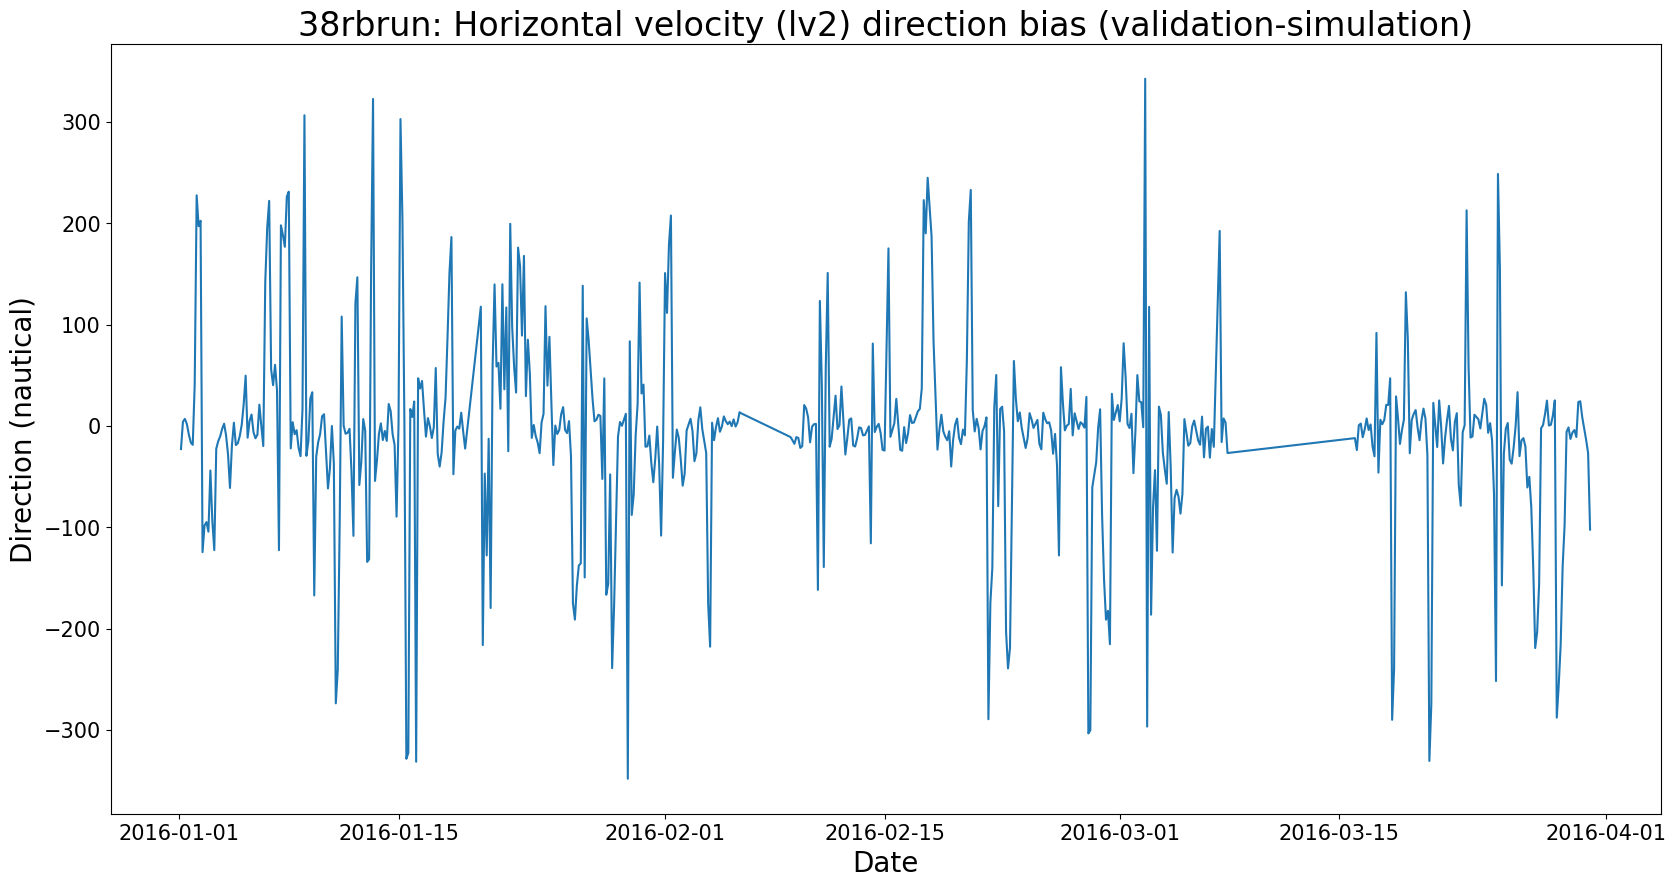 38rbrun: Horizontal velocity (lv2) direction bias (validation-simulation)
Direction (nautical)
300
200
100
0
−100
−200
−300
2016-01-01 2016-01-15 2016-02-01 2016-02-15 2016-03-01 2016-03-15 2016-04-01
Date